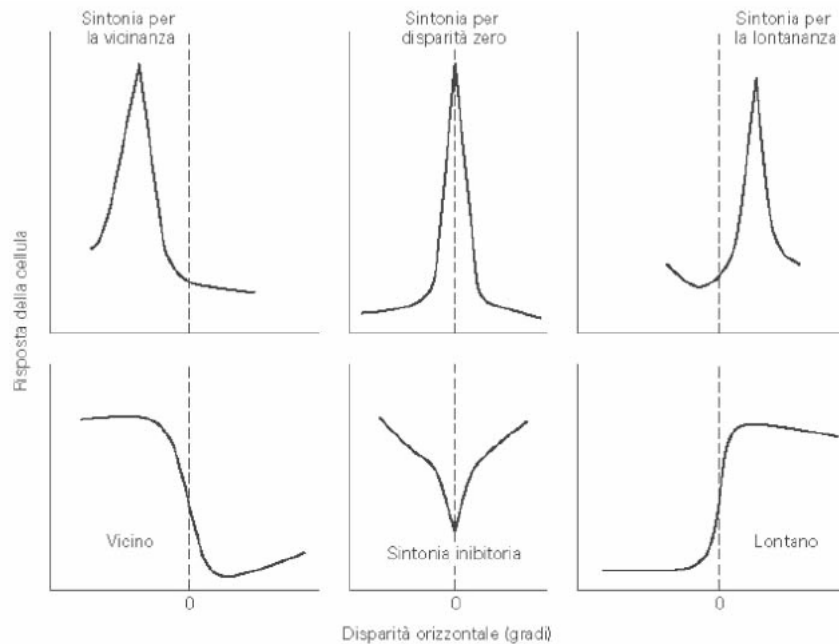 Sintonia per
la vicinanza
Sintonia per
disparità zero
Sintonia per
la lontananza
Risposta della cellula
Vicino
Sintonia inibitoria
Lontano
0
0
0
Disparità orizzontale (gradi)